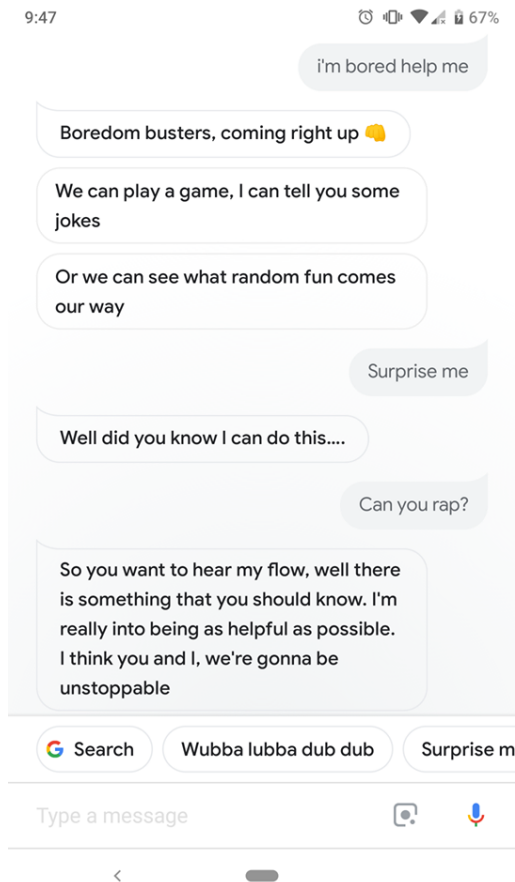 9:47 67%
i'm bored help me
Boredom busters, coming right up 👊
We can play a game, I can tell you some
jokes
Or we can see what random fun comes
our way
Surprise me
Well did you know I can do this....
Can you rap?
So you want to hear my flow, well there
is something that you should know. I'm
really into being as helpful as possible.
I think you and I, we're gonna be
unstoppable
G Search Wubba lubba dub dub Surprise m
Type a message